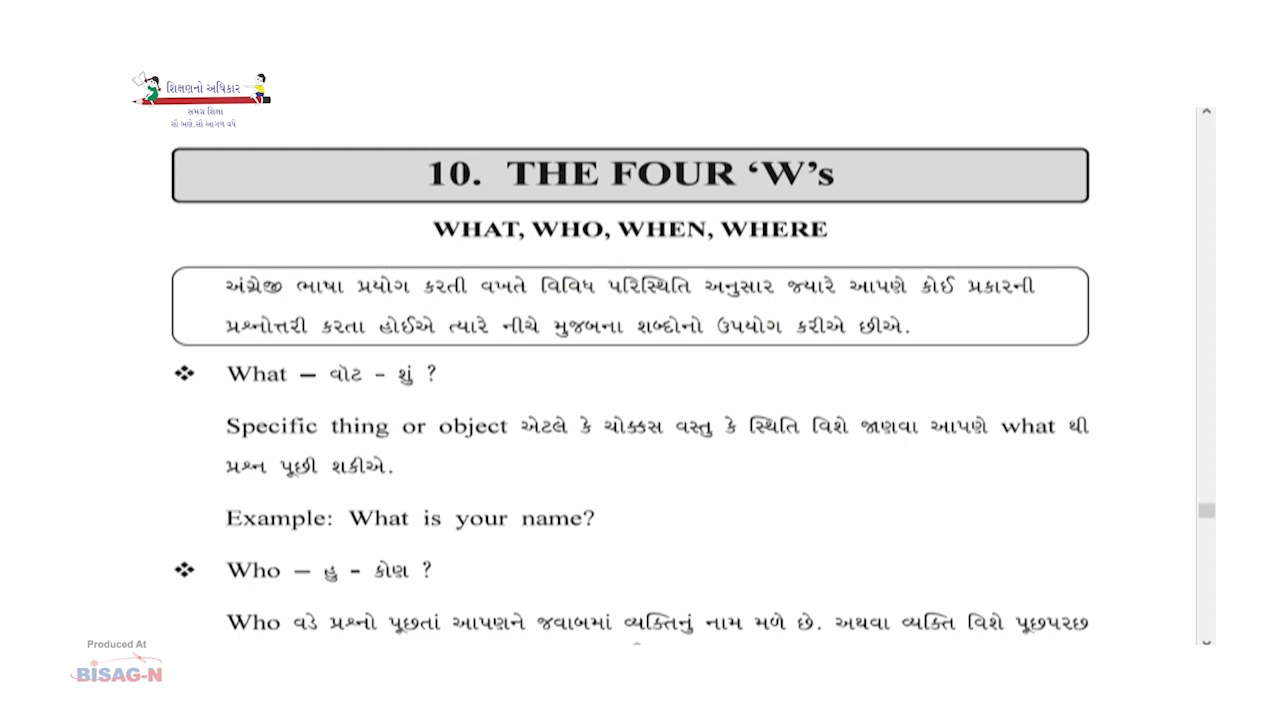 શિક્ષણનો અધિકાર
સમગ્ર શિક્ષા
સૌ ભણે.સૌ આગળ વધે
10. THE FOUR ‘W’s
WHAT, WHO, WHEN, WHERE
અંગ્રેજી ભાષા પ્રયોગ કરતી વખતે વિવિધ પરિસ્થિતિ અનુસાર જ્યારે આપણે કોઈ પ્રકારની
પ્રશ્નોત્તરી કરતા હોઈએ ત્યારે નીચે મુજબના શબ્દોનો ઉપયોગ કરીએ છીએ.
❖ What – વૉટ - શું ?
Specific thing or object એટલે કે ચોક્કસ વસ્તુ કે સ્થિતિ વિશે જાણવા આપણે what થી
પ્રશ્ન પૂછી શકીએ.
Example: What is your name?
❖ Who – હુ - કોણ ?
Who વડે પ્રશ્નો પૂછતાં આપણને જવાબમાં વ્યક્તિનું નામ મળે છે. અથવા વ્યક્તિ વિશે પૂછપરછ
Produced At
BISAG-N